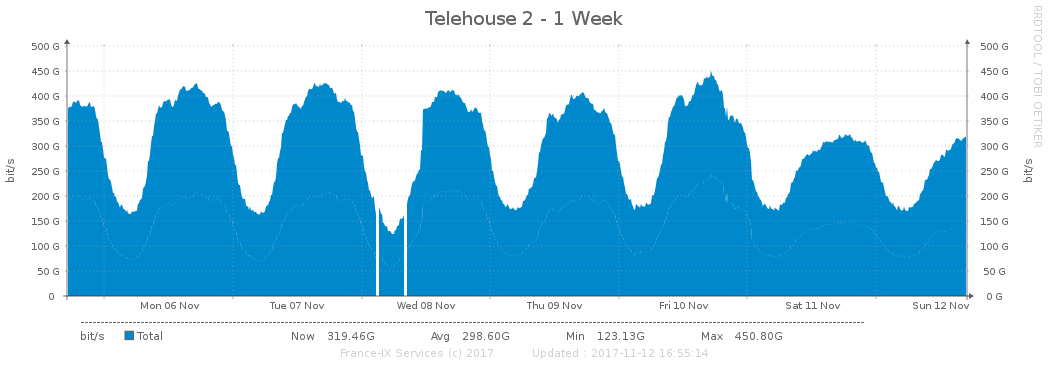 Telehouse 2 - 1 Week
RRDTOOL / TOBI OETIKER
500 G 500 G
450 G 450 G
400 G 400 G
350 G 350 G
300 G 300 G
250 G 250 G
200 G 200 G
150 G 150 G
100 G 100 G
50 G 50 G
0 0 G
bit/s bit/s
Mon 06 Nov Tue 07 Nov Wed 08 Nov Thu 09 Nov Fri 10 Nov Sat 11 Nov Sun 12 Nov
bit/s Total Now 319.46G Avg 298.60G Min 123.13G Max 450.80G
France-IX Services (c) 2017 Updated : 2017-11-12 16:55:14